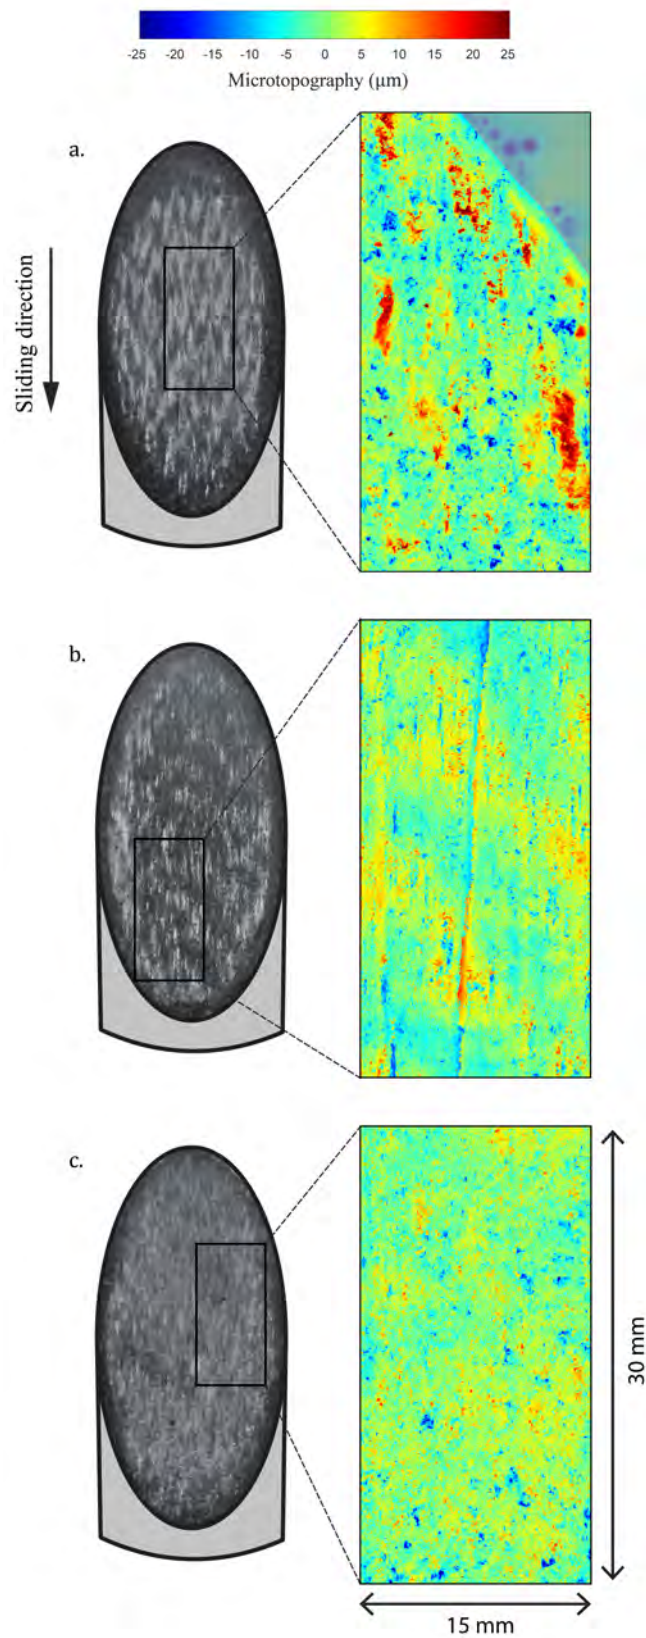 -25 -20 -15 -10 -5 0 5 10 15 20 25
Microtopography (μm)
a.
Sliding direction
b.
c.
30 mm
15 mm